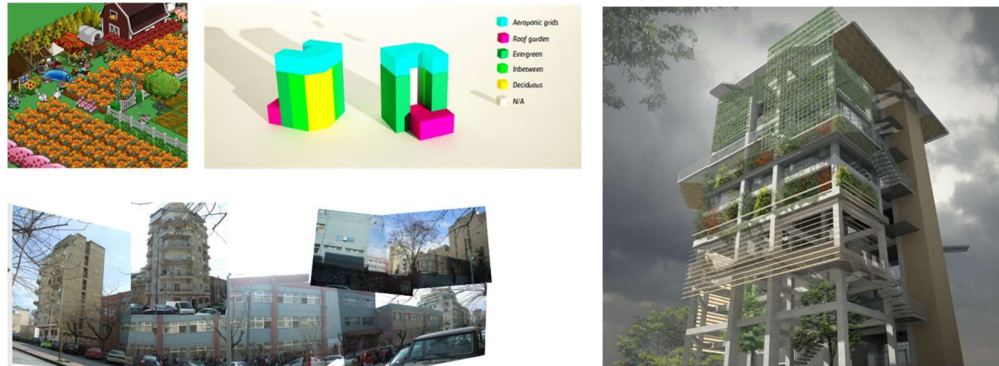 Aeroponic grids
Roof garden
Evergreen
Inbetween
Deciduous
N/A